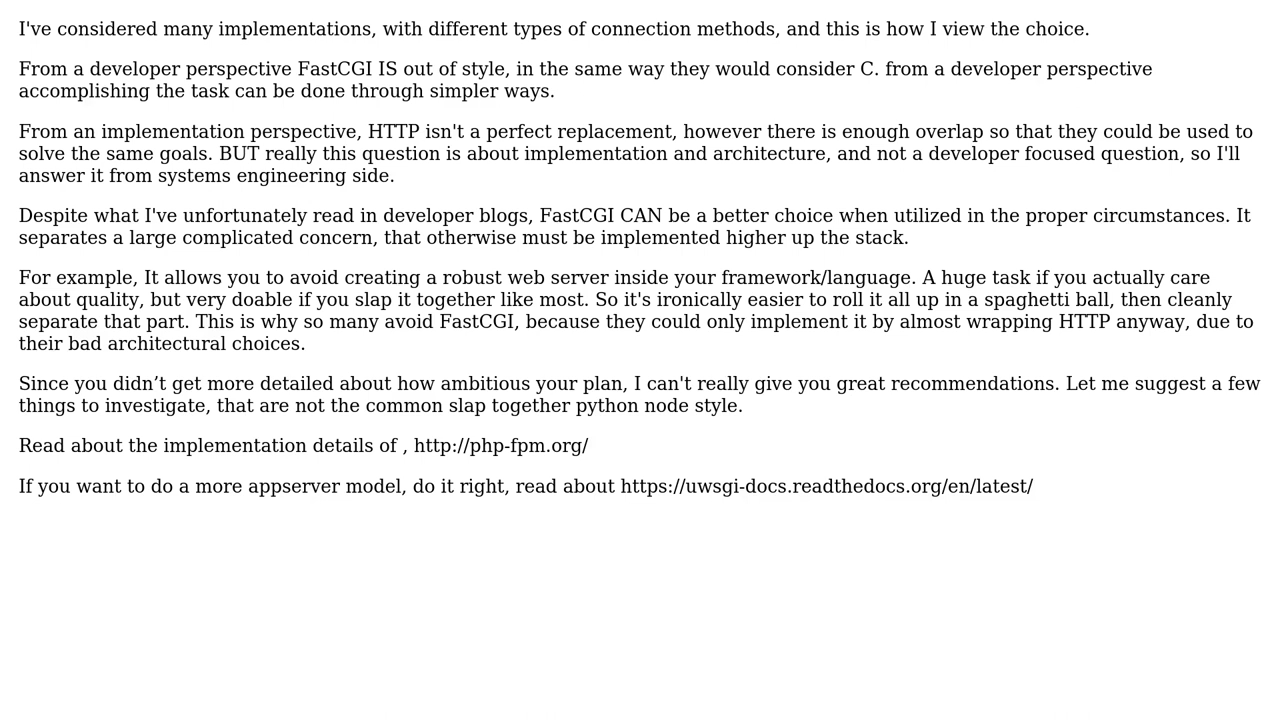 I've considered many implementations, with different types of connection methods, and this is how I view the choice.
From a developer perspective FastCGI IS out of style, in the same way they would consider C. from a developer perspective
accomplishing the task can be done through simpler ways.
From an implementation perspective, HTTP isn't a perfect replacement, however there is enough overlap so that they could be used to
solve the same goals. BUT really this question is about implementation and architecture, and not a developer focused question, so I'll
answer it from systems engineering side.
Despite what I've unfortunately read in developer blogs, FastCGI CAN be a better choice when utilized in the proper circumstances. It
separates a large complicated concern, that otherwise must be implemented higher up the stack.
For example, It allows you to avoid creating a robust web server inside your framework/language. A huge task if you actually care
about quality, but very doable if you slap it together like most. So it's ironically easier to roll it all up in a spaghetti ball, then cleanly
separate that part. This is why so many avoid FastCGI, because they could only implement it by almost wrapping HTTP anyway, due to
their bad architectural choices.
Since you didn’t get more detailed about how ambitious your plan, I can't really give you great recommendations. Let me suggest a few
things to investigate, that are not the common slap together python node style.
Read about the implementation details of , http://php-fpm.org/
If you want to do a more appserver model, do it right, read about https://uwsgi-docs.readthedocs.org/en/latest/